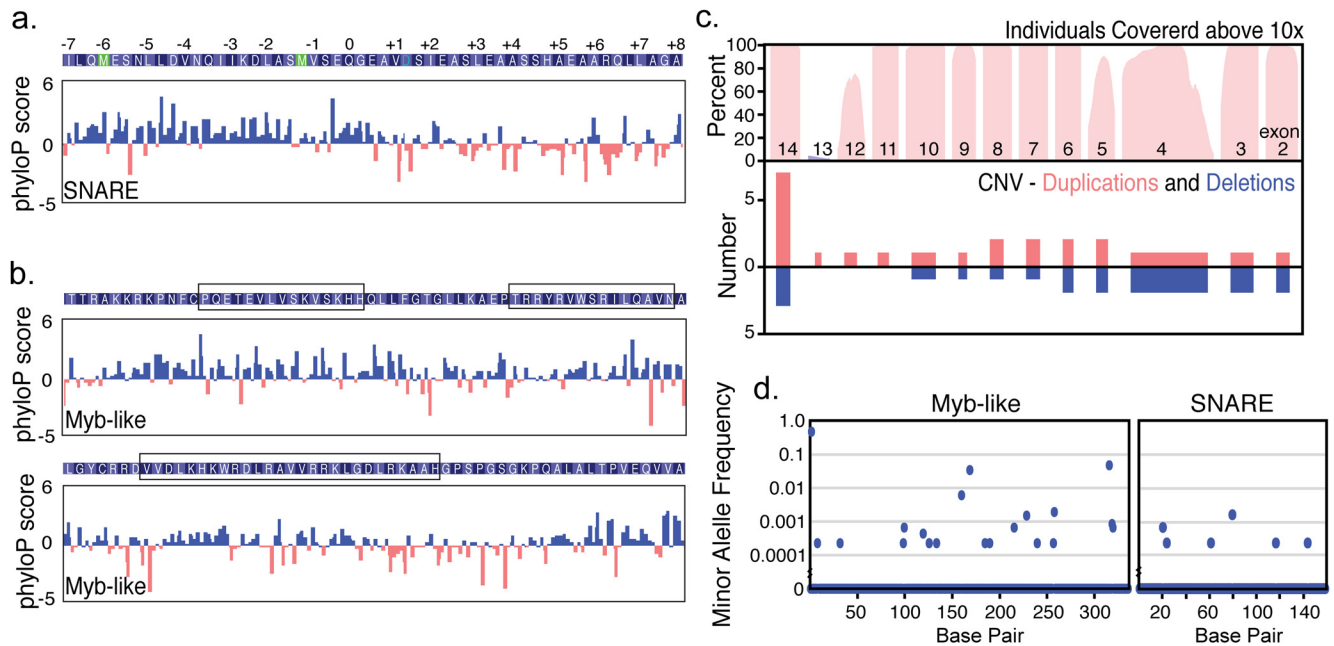 a.
-7 -6 -5 -4 -3 -2 -1 0 +1 +2 +3 +4 +5 +6 +7 +8
ILQMESNLLDVNQIIKDLASMVSEQGEAVDSIEASLEAASSHAEAARQLLAGA
6
0
-5
phyloP score
SNARE
b.
TTRAKKRKPNFCPQETEVLVSKVSKHHQLLFGTGLLKAEPTRRYRVWSRILQAVNA
6
0
-5
phyloP score
Myb-like
LGYCRRDVVDLKHKWRDLRAVVRRKLGDLRKAAHGPSPGSGKPQALALTPVEQVVA
6
0
-5
phyloP score
Myb-like
c.
Individuals Covererd above 10x
100
80
60
40
20
0
Percent
exon
14 13 12 11 10 9 8 7 6 5 4 3 2
CNV - Duplications and Deletions
5
0
5
Number
d.
Myb-like
SNARE
Minor Alelle Frequency
1.0
0.1
0.01
0.001
0.0001
0
50 100 150 200 250 300
20 60 100 140
Base Pair
Base Pair